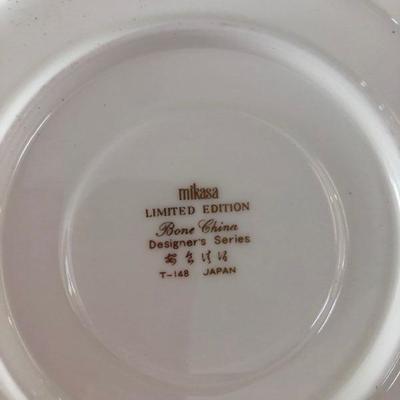 mikasa
LIMITED EDITION
Bone China
Designer's Series
T-148 JAPAN